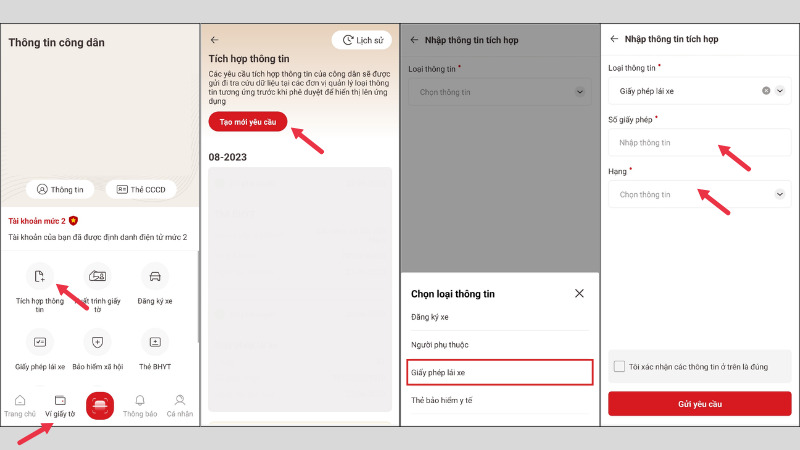 Thông tin công dân
Thông tin
Thẻ CCCD
Tài khoản mức 2
Tài khoản của bạn đã được định danh điện tử mức 2
Tích hợp thông tin
Xuất trình giấy tờ
Đăng ký xe
Giấy phép lái xe
Bảo hiểm xã hội
Thẻ BHYT
Trang chủ
Ví giấy tờ
Thông báo
Cá nhân
Lịch sử
Tích hợp thông tin
Các yêu cầu tích hợp thông tin của công dân sẽ được
gửi đi tra cứu dữ liệu tại các đơn vị quản lý loại thông
tin tương ứng trước khi phê duyệt để hiển thị lên ứng
dụng
Tạo mới yêu cầu
08-2023
Nhập thông tin tích hợp
Loại thông tin *
Chọn thông tin
Chọn loại thông tin
Đăng ký xe
Người phụ thuộc
Giấy phép lái xe
Thẻ bảo hiểm y tế
Nhập thông tin tích hợp
Loại thông tin *
Giấy phép lái xe
Số giấy phép *
Nhập thông tin
Hạng *
Chọn thông tin
Tôi xác nhận các thông tin ở trên là đúng
Gửi yêu cầu